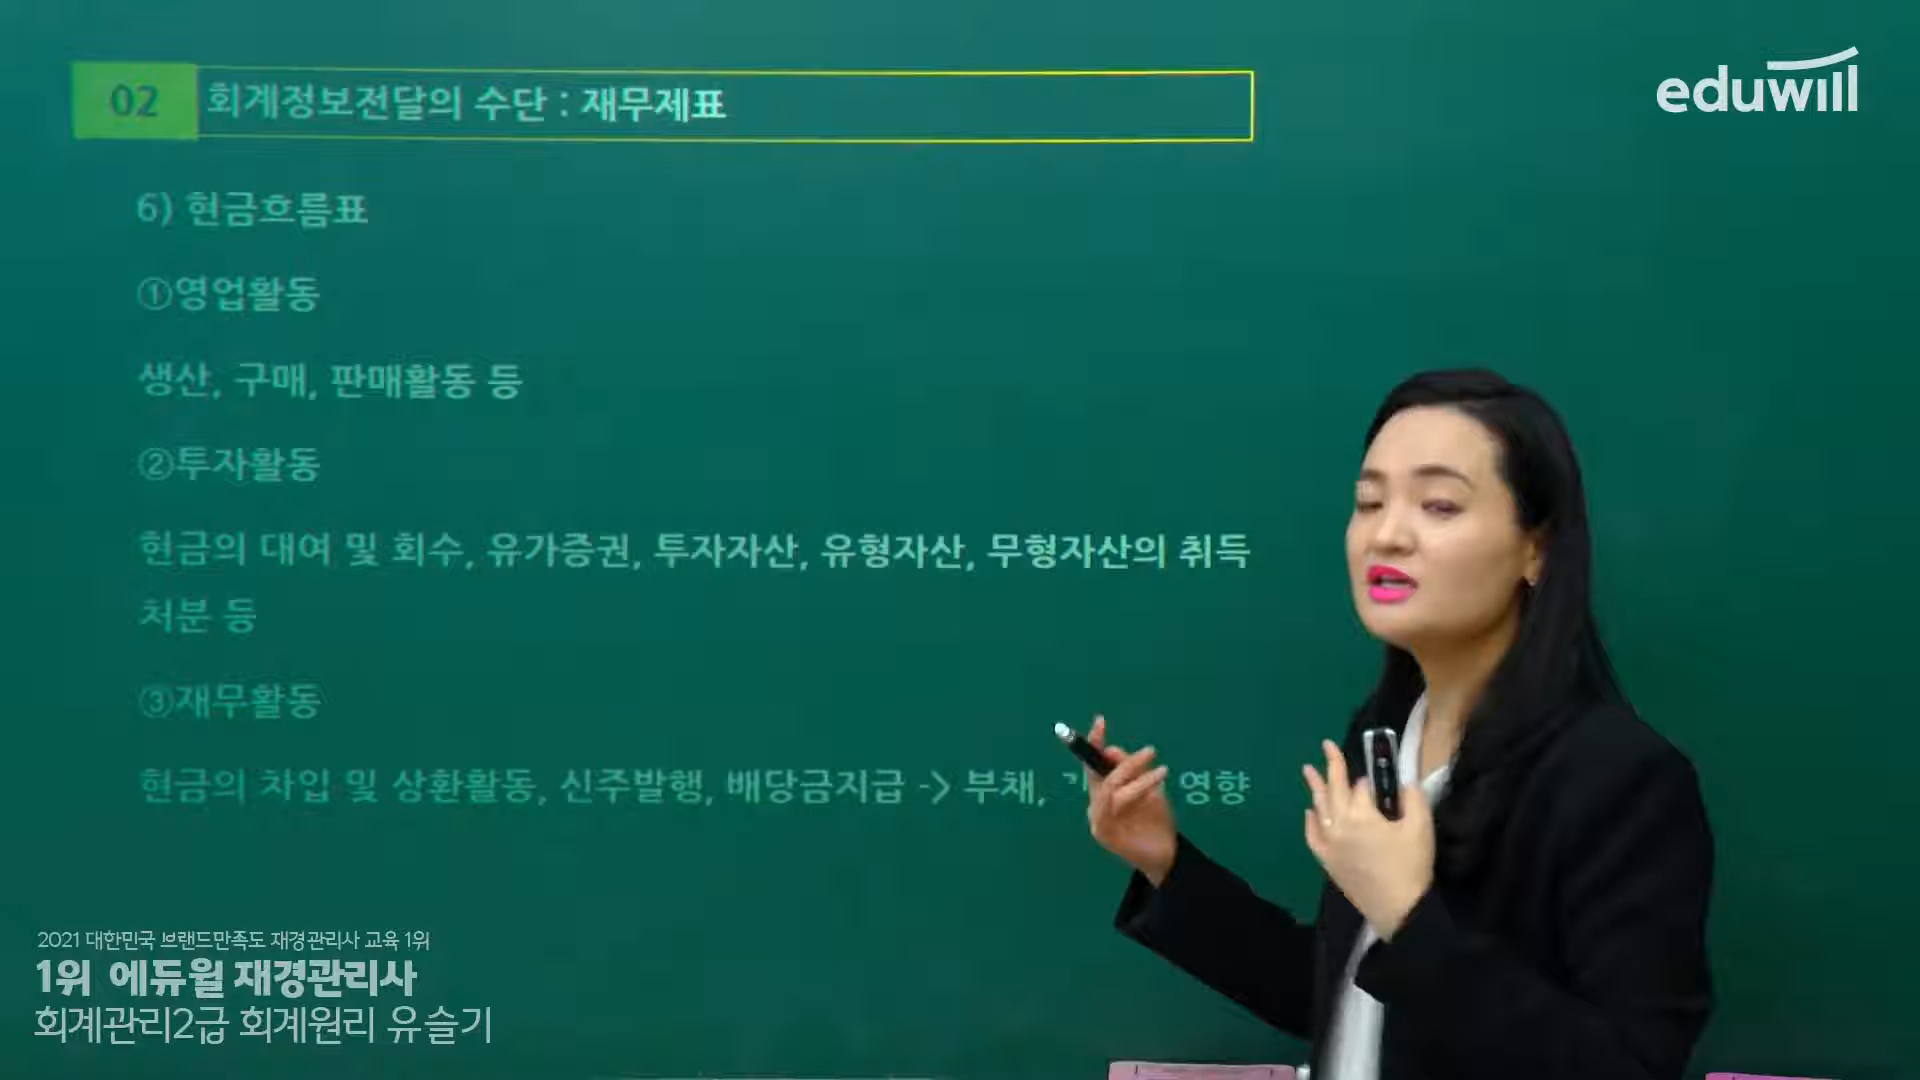 02 회계정보전달의 수단 : 재무제표
eduwill
6) 현금흐름표
①영업활동
생산, 구매, 판매활동 등
②투자활동
현금의 대여 및 회수, 유가증권, 투자자산, 유형자산, 무형자산의 취득
처분 등
③재무활동
현금의 차입 및 상환활동, 신주발행, 배당금지급 -> 부채, 영향
2021 대한민국 브랜드만족도 재경관리사 교육 1위
1위 에듀윌 재경관리사
회계관리2급 회계원리 유슬기